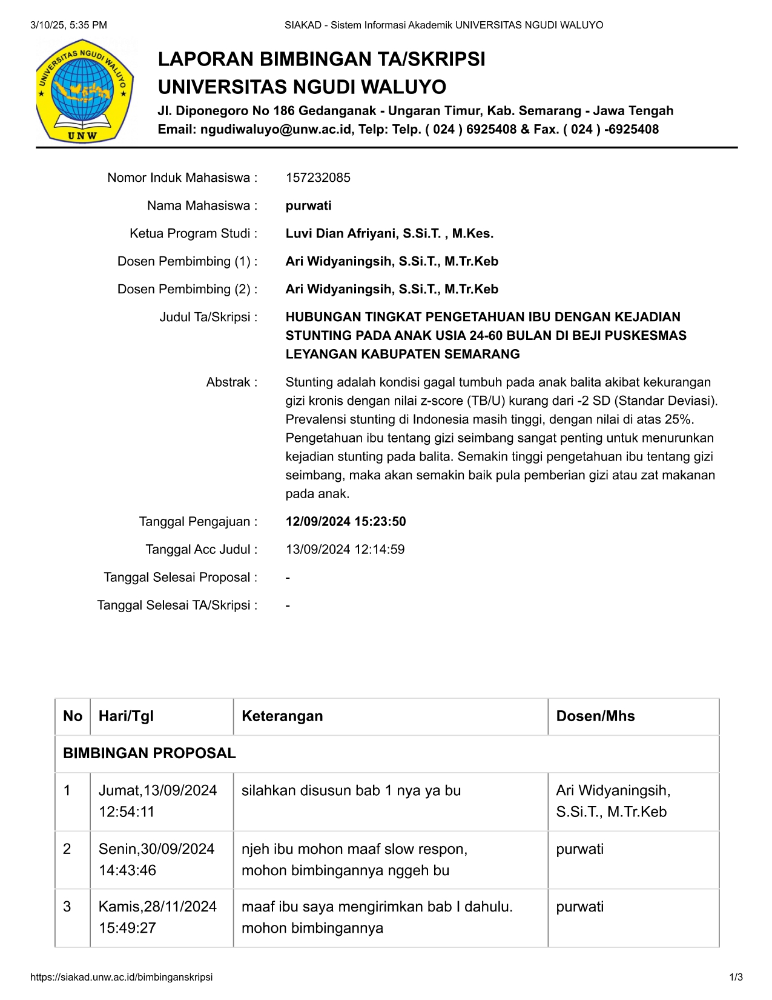 3/10/25, 5:35 PM
SIAKAD - Sistem Informasi Akademik UNIVERSITAS NGUDI WALUYO
UNIVERSITAS NGUDI WALUYO
UNW
LAPORAN BIMBINGAN TA/SKRIPSI
UNIVERSITAS NGUDI WALUYO
Jl. Diponegoro No 186 Gedanganak - Ungaran Timur, Kab. Semarang - Jawa Tengah
Email: ngudiwaluyo@unw.ac.id, Telp: Telp. ( 024 ) 6925408 & Fax. ( 024 ) -6925408
Nomor Induk Mahasiswa : 157232085
Nama Mahasiswa : purwati
Ketua Program Studi : Luvi Dian Afriyani, S.Si.T. , M.Kes.
Dosen Pembimbing (1) : Ari Widyaningsih, S.Si.T., M.Tr.Keb
Dosen Pembimbing (2) : Ari Widyaningsih, S.Si.T., M.Tr.Keb
Judul Ta/Skripsi : HUBUNGAN TINGKAT PENGETAHUAN IBU DENGAN KEJADIAN
STUNTING PADA ANAK USIA 24-60 BULAN DI BEJI PUSKESMAS
LEYANGAN KABUPATEN SEMARANG
Abstrak : Stunting adalah kondisi gagal tumbuh pada anak balita akibat kekurangan
gizi kronis dengan nilai z-score (TB/U) kurang dari -2 SD (Standar Deviasi).
Prevalensi stunting di Indonesia masih tinggi, dengan nilai di atas 25%.
Pengetahuan ibu tentang gizi seimbang sangat penting untuk menurunkan
kejadian stunting pada balita. Semakin tinggi pengetahuan ibu tentang gizi
seimbang, maka akan semakin baik pula pemberian gizi atau zat makanan
pada anak.
Tanggal Pengajuan : 12/09/2024 15:23:50
Tanggal Acc Judul : 13/09/2024 12:14:59
Tanggal Selesai Proposal : -
Tanggal Selesai TA/Skripsi : -
No Hari/Tgl Keterangan Dosen/Mhs
BIMBINGAN PROPOSAL
1 Jumat,13/09/2024 silahkan disusun bab 1 nya ya bu Ari Widyaningsih,
12:54:11 S.Si.T., M.Tr.Keb
2 Senin,30/09/2024 njeh ibu mohon maaf slow respon, purwati
14:43:46 mohon bimbingannya nggeh bu
3 Kamis,28/11/2024 maaf ibu saya mengirimkan bab I dahulu. purwati
15:49:27 mohon bimbingannya
https://siakad.unw.ac.id/bimbinganskripsi
1/3